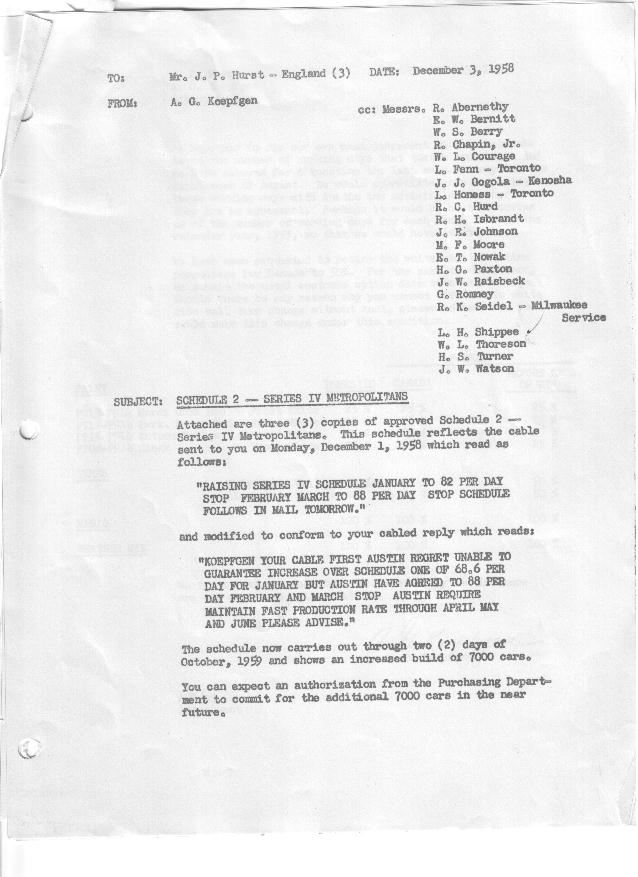 TO: Mr. J. P. Hurst - England (3) DATE: December 3, 1958
FROM: A. G. Koepfgen
cc: Messrs. R. Abernethy
E. W. Bernitt
W. S. Berry
R. Chapin, Jr.
W. L. Courage
L. Fenn - Toronto
J. J. Gogola - Kenosha
L. Honess - Toronto
R. C. Hurd
R. H. Isbrandt
J. E. Johnson
M. F. Moore
E. T. Nowak
H. G. Paxton
J. W. Raisbeck
G. Romney
R. K. Seidel - Milwaukee
Service
L. H. Shippee
W. L. Thoreson
H. S. Turner
J. W. Watson
SUBJECT: SCHEDULE 2 -- SERIES IV METROPOLITANS
Attached are three (3) copies of approved Schedule 2 --
Series IV Metropolitans. This schedule reflects the cable
sent to you on Monday, December 1, 1958 which read as
follows:
"RAISING SERIES IV SCHEDULE JANUARY TO 82 PER DAY
STOP FEBRUARY MARCH TO 88 PER DAY STOP SCHEDULE
FOLLOWS IN MAIL TOMORROW."
and modified to conform to your cabled reply which reads:
"KOEPFGEN YOUR CABLE FIRST AUSTIN REGRET UNABLE TO
GUARANTEE INCREASE OVER SCHEDULE ONE OF 68.6 PER
DAY FOR JANUARY BUT AUSTIN HAVE AGREED TO 88 PER
DAY FEBRUARY AND MARCH STOP AUSTIN REQUIRE
MAINTAIN FAST PRODUCTION RATE THROUGH APRIL MAY
AND JUNE PLEASE ADVISE."
The schedule now carries out through two (2) days of
October, 1959 and shows an increased build of 7000 cars.
You can expect an authorization from the Purchasing Depart-
ment to commit for the additional 7000 cars in the near
future.